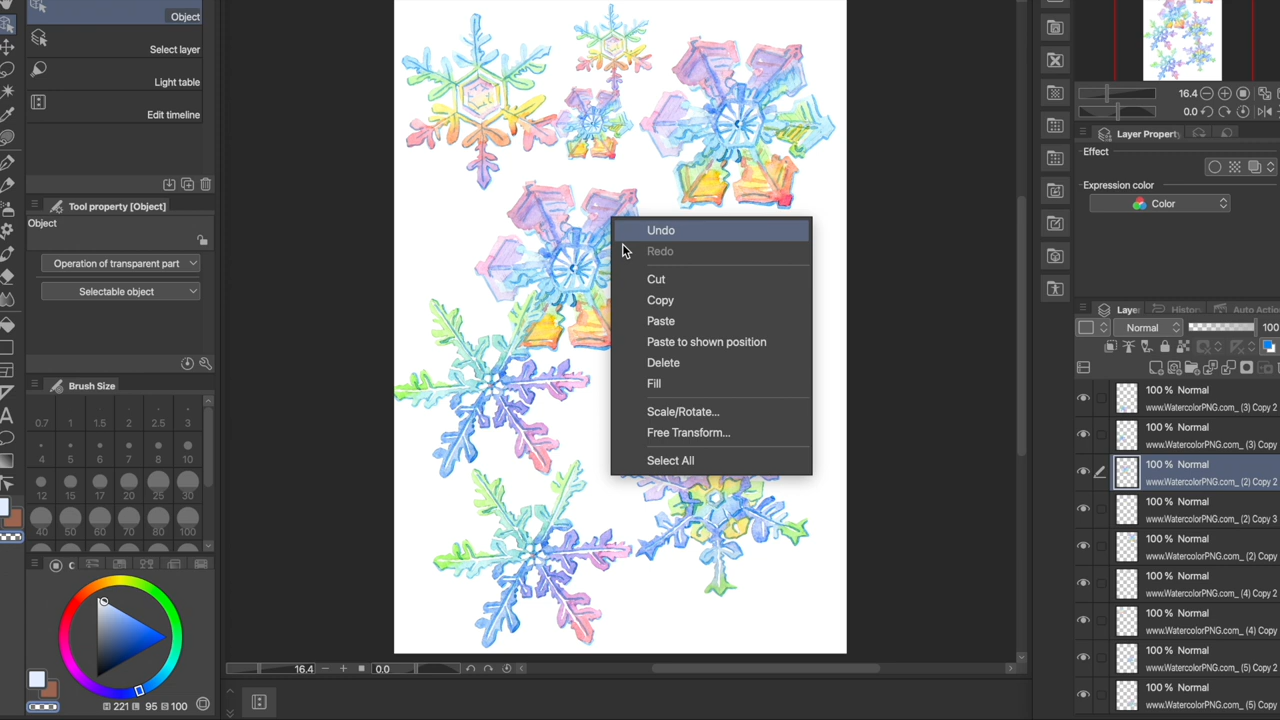 Object
Select layer
Light table
Edit timeline
Tool property [Object]
Object
Operation of transparent part
Selectable object
Brush Size
0.7 1 1.5 2 2.5 3
4 5 6 7 8 10
12 15 17 20 25 30
40 50 60 70 80 100
221 L 95 S 100
16.4 0.0
Undo
Redo
Cut
Copy
Paste
Paste to shown position
Delete
Fill
Scale/Rotate...
Free Transform...
Select All
16.4
0.0
Layer Property
Effect
Expression color
Color
Layer History Auto Action
Normal 100
100 % Normal
www.WatercolorPNG.com_ (3) Copy 2
100 % Normal
www.WatercolorPNG.com_ (3) Copy
100 % Normal
www.WatercolorPNG.com_ (2) Copy 2
100 % Normal
www.WatercolorPNG.com_ (2) Copy 3
100 % Normal
www.WatercolorPNG.com_ (2) Copy
100 % Normal
www.WatercolorPNG.com_ (4) Copy 2
100 % Normal
www.WatercolorPNG.com_ (4) Copy
100 % Normal
www.WatercolorPNG.com_ (5) Copy 2
100 % Normal
www.WatercolorPNG.com_ (5) Copy